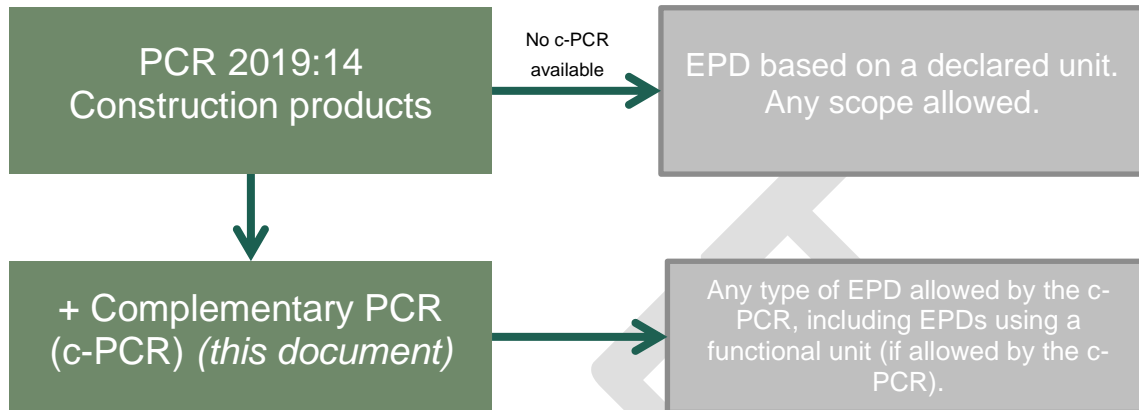 PCR 2019:14
Construction products
No c-PCR
available
EPD based on a declared unit.
Any scope allowed.
+ Complementary PCR
(c-PCR) (this document)
Any type of EPD allowed by the c-
PCR, including EPDs using a
functional unit (if allowed by the c-
PCR).